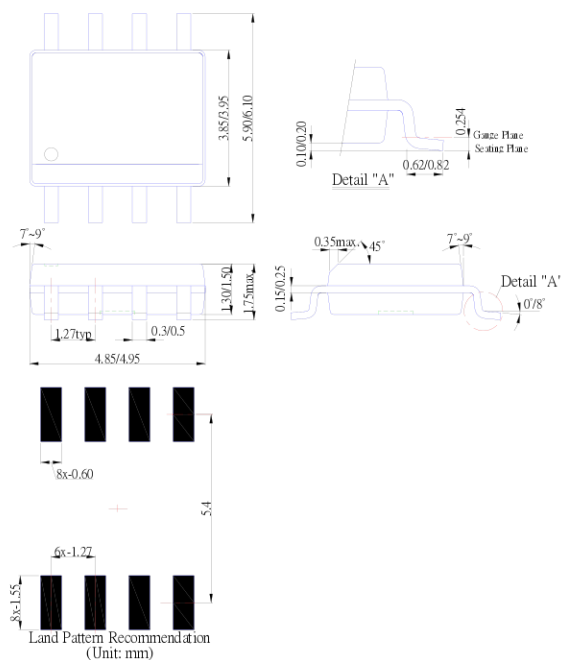 3.85/3.95
5.90/6.10
0.10/0.20
0.254
Gauge Plane
Seating Plane
0.62/0.82
Detail "A"
7°~9°
1.30/1.50
1.75max.
1.27typ
0.3/0.5
4.85/4.95
0.35max.
45°
7°~9°
0.15/0.25
Detail "A"
0°/8°
8x-0.60
5.4
6x-1.27
8x-1.55
Land Pattern Recommendation
(Unit: mm)